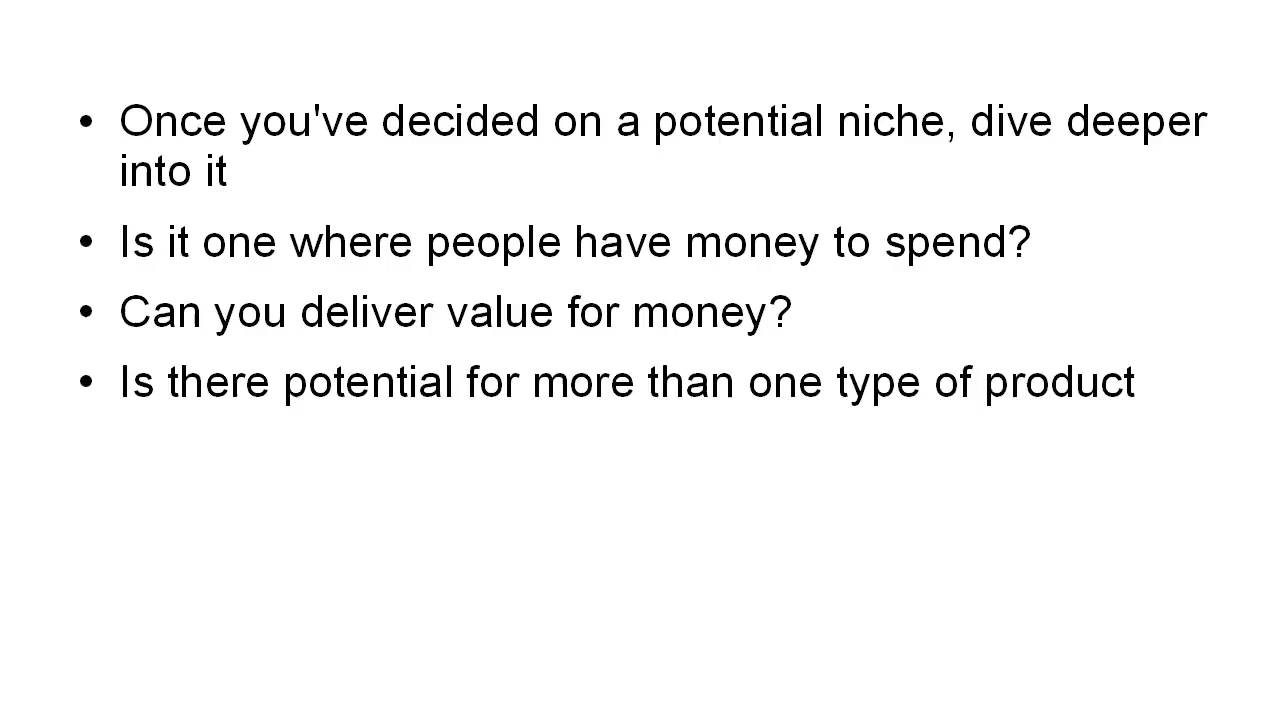 • Once you've decided on a potential niche, dive deeper
into it
• Is it one where people have money to spend?
• Can you deliver value for money?
• Is there potential for more than one type of product